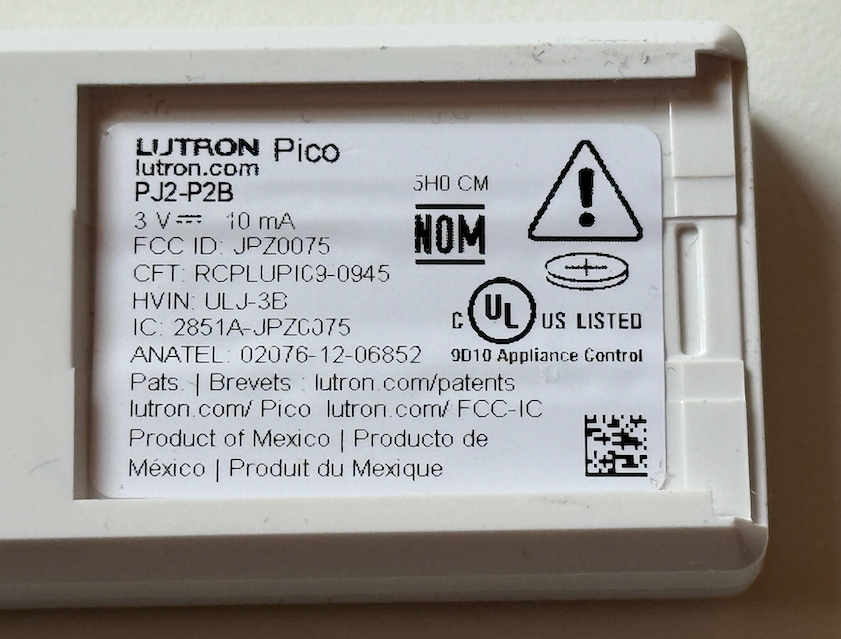 LUTRON Pico
lutron.com
PJ2-P2B
3 V 10 mA
FCC ID: JPZ0075
CFT: RCPLUPI09-0945
HVIN: ULJ-3B
IC: 2851A-JPZ0075
ANATEL: 02076-12-06852
Pats. | Brevets : lutron.com/patents
lutron.com/ Pico lutron.com/ FCC-IC
Product of Mexico | Producto de
México | Produit du Mexique
5H0 CM
NOM
C UL US LISTED
9D10 Appliance Control